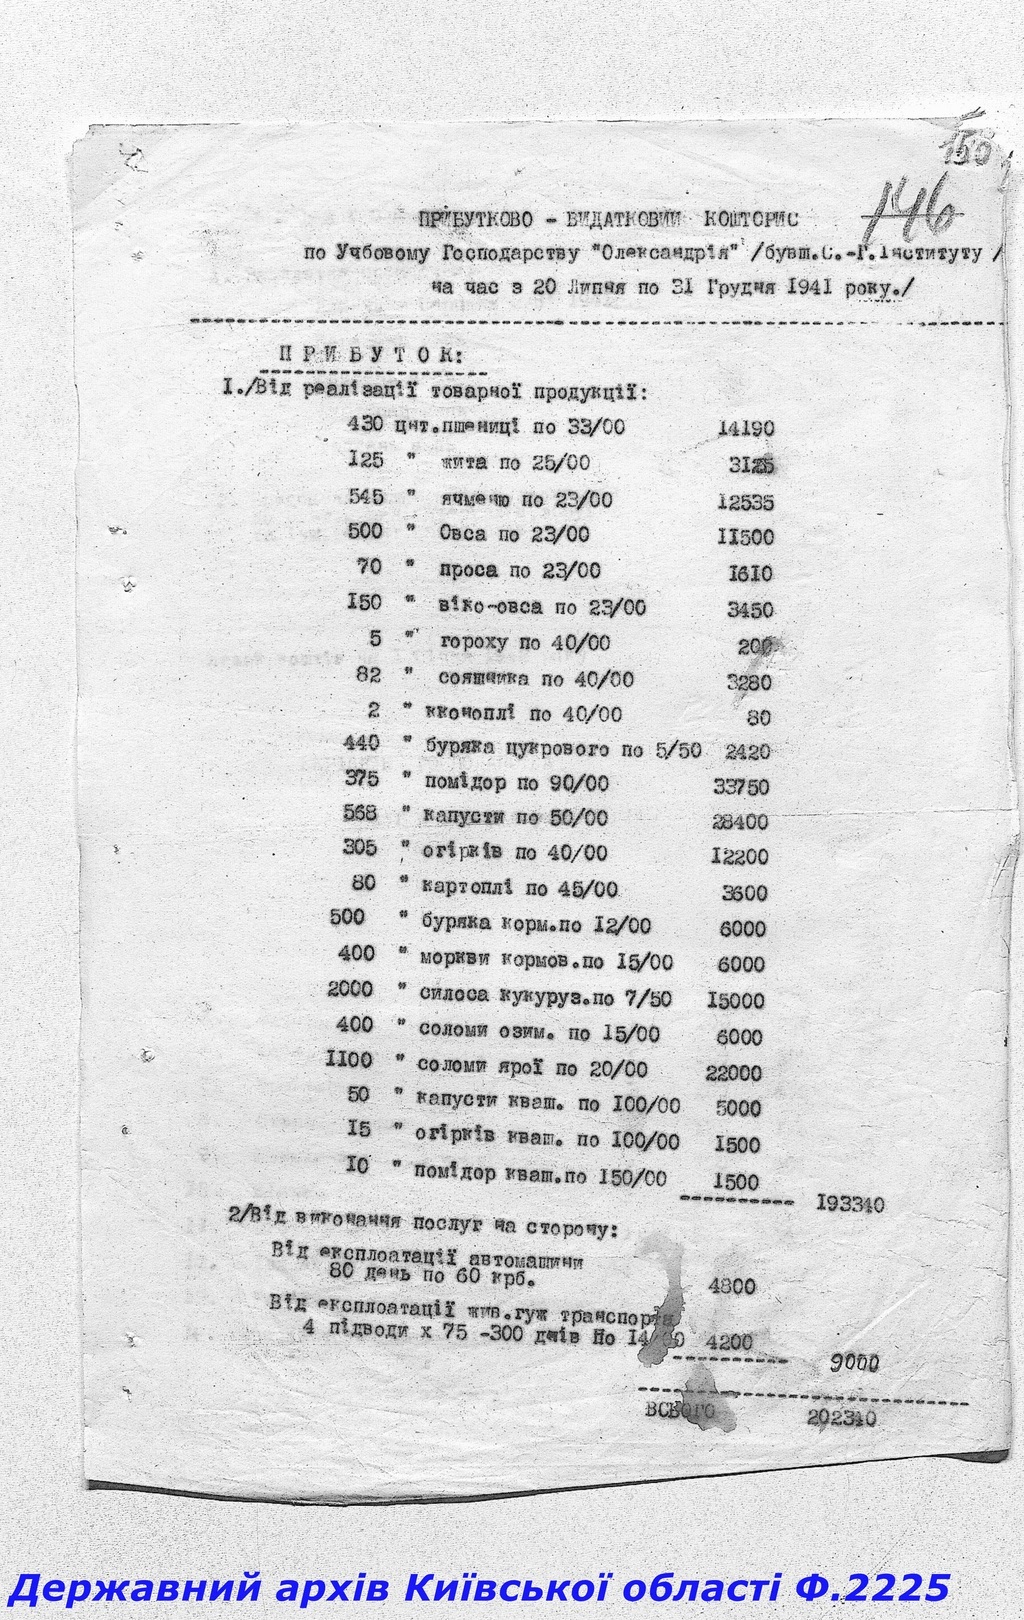 150
146
ПРИБУТКОВО - ВИДАТКОВИЙ КОШТОРИС
по Учбовому Господарству "Олександрія" /бувш.С.-Г.Інституту /
на час з 20 Липня по 31 Грудня 1941 року./
ПРИБУТОК:
I./Від реалізації товарної продукції:
430 цнт.пшениці по 33/00 14190
125 " жита по 25/00 3125
545 " ячменю по 23/00 12535
500 " Овса по 23/00 11500
70 " проса по 23/00 1610
150 " віко-овса по 23/00 3450
5 " гороху по 40/00 200
82 " сояшника по 40/00 3280
2 " кконоплі по 40/00 80
440 " буряка цукрового по 5/50 2420
375 " помідор по 90/00 33750
568 " капусти по 50/00 28400
305 " огірків по 40/00 12200
80 " картоплі по 45/00 3600
500 " буряка корм.по 12/00 6000
400 " моркви кормов.по 15/00 6000
2000 " силоса кукуруз.по 7/50 15000
400 " соломи озим. по 15/00 6000
1100 " соломи ярої по 20/00 22000
50 " капусти кваш. по 100/00 5000
15 " огірків кваш. по 100/00 1500
10 " помідор кваш.по 150/00 1500
193340
2/Від виконання послуг на сторону:
Від експлоатації автомашини
80 день по 60 крб. 4800
Від експлоатації жив.гуж транспорта
4 підводи х 75 -300 днів По 14/00 4200
9000
ВСЬОГО 202340
Державний архів Київської області Ф.2225